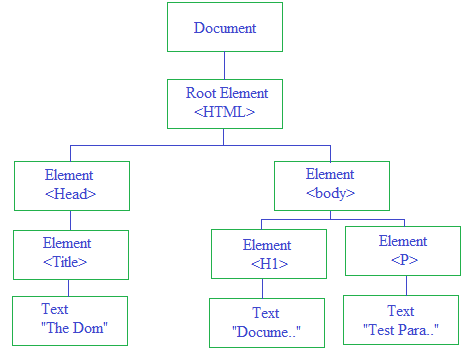 Document
Root Element
<HTML>
Element
<Head>
Element
<body>
Element
<Title>
Element
<H1>
Element
<P>
Text
"The Dom"
Text
"Docume.."
Text
"Test Para.."